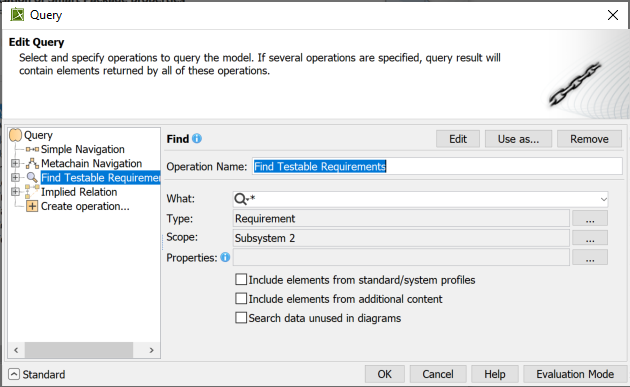 Query
Edit Query
Select and specify operations to query the model. If several operations are specified, query result will
contain elements returned by all of these operations.
Query
Simple Navigation
Metachain Navigation
Find Testable Requiremen
Implied Relation
Create operation...
Find
Edit
Use as...
Remove
Operation Name: Find Testable Requirements
What: *
Type: Requirement ...
Scope: Subsystem 2 ...
Properties: ...
Include elements from standard/system profiles
Include elements from additional content
Search data unused in diagrams
Standard
OK
Cancel
Help
Evaluation Mode